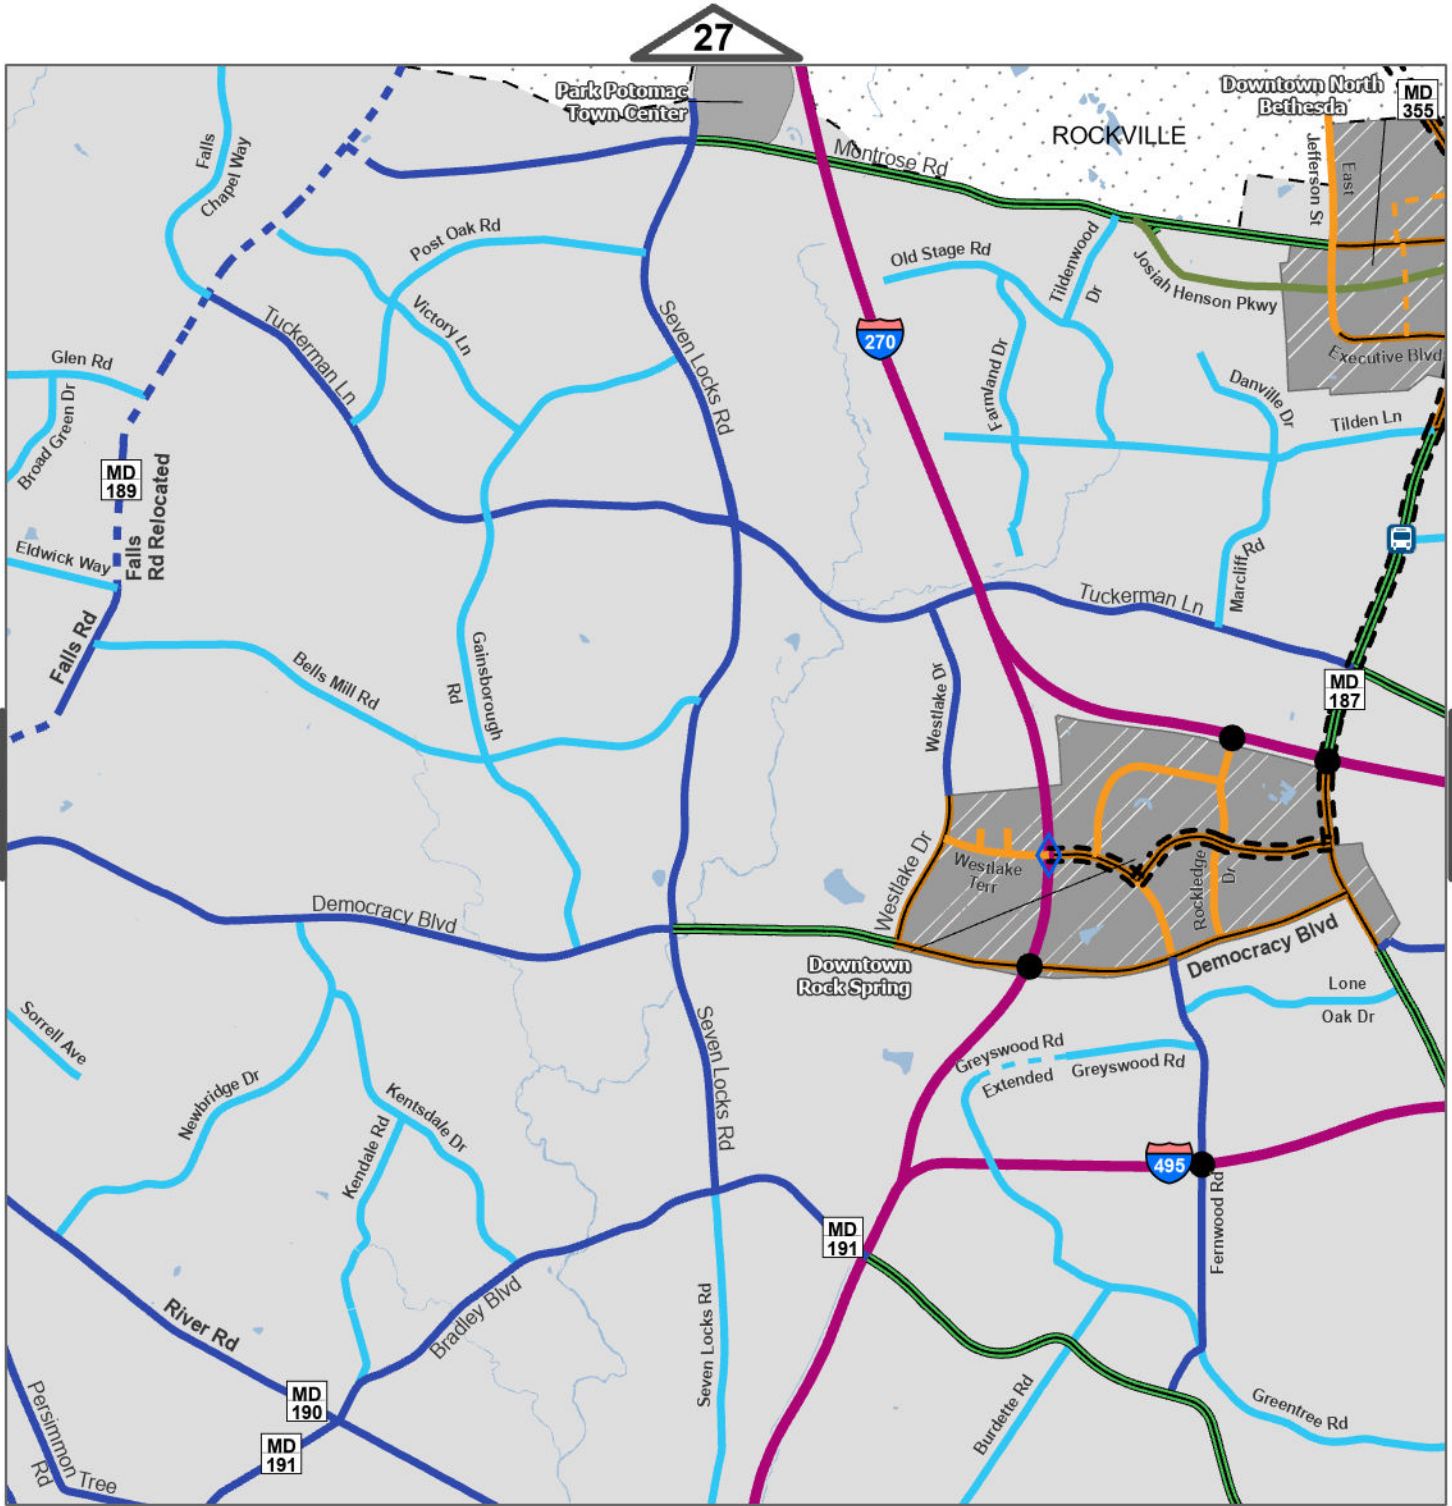 27
Park Potomac
Town Center
Downtown North
Bethesda
MD
355
ROCKVILLE
Montrose Rd
Falls
Chapel Way
Jefferson St
East
Post Oak Rd
Old Stage Rd
Tildenwood
Dr
Josiah Henson Pkwy
Victory Ln
Tuckerman Ln
Seven Locks Rd
270
Farmland Dr
Executive Blvd
Glen Rd
Broad Green Dr
Danville Dr
Tilden Ln
MD
189
Falls
Rd Relocated
Eldwick Way
Marcliff Rd
Tuckerman Ln
Falls Rd
Bells Mill Rd
Gainsborough
Rd
Westlake Dr
MD
187
Westlake Dr
Westlake
Terr
Rockledge
Dr
Democracy Blvd
Democracy Blvd
Downtown
Rock Spring
Lone
Oak Dr
Sorrell Ave
Seven Locks Rd
Greyswood Rd
Extended
Greyswood Rd
Newbridge Dr
Kentsdale Dr
Kendale Rd
495
Fernwood Rd
MD
191
River Rd
Bradley Blvd
Seven Locks Rd
Burdette Rd
Greentree Rd
MD
190
MD
191
Persimmon Tree
Rd